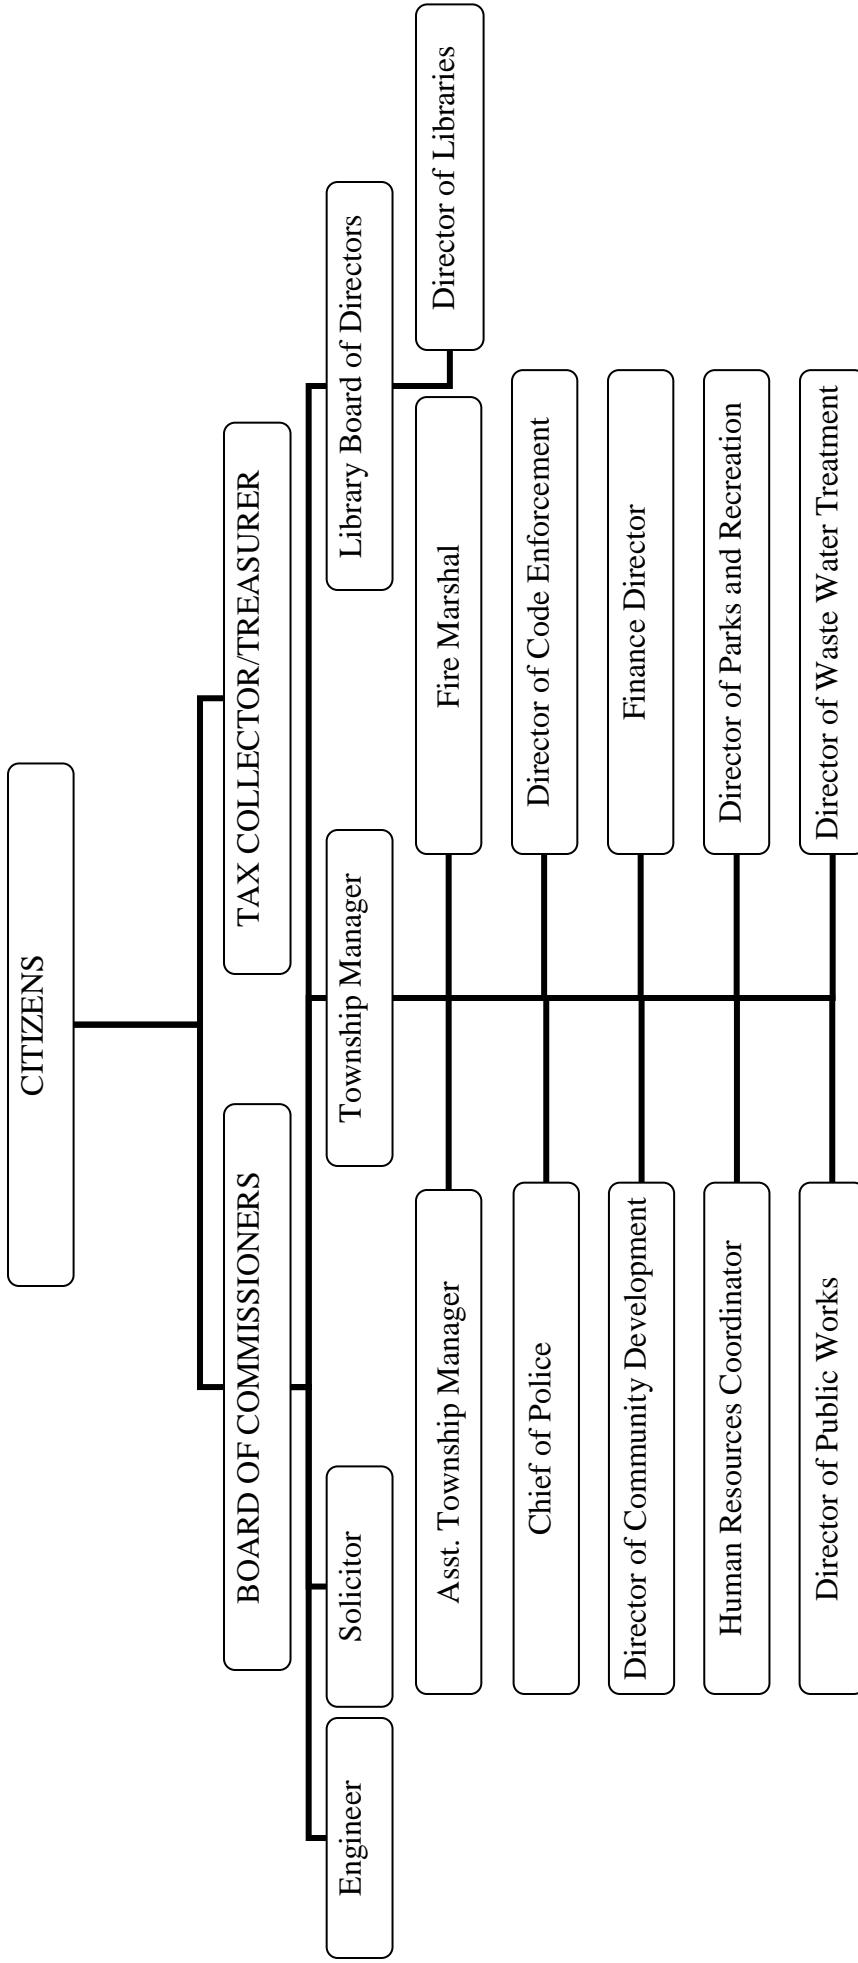 CITIZENS
BOARD OF COMMISSIONERS
TAX COLLECTOR/TREASURER
Engineer
Solicitor
Township Manager
Library Board of Directors
Asst. Township Manager
Fire Marshal
Director of Libraries
Chief of Police
Director of Code Enforcement
Director of Community Development
Finance Director
Human Resources Coordinator
Director of Parks and Recreation
Director of Public Works
Director of Waste Water Treatment